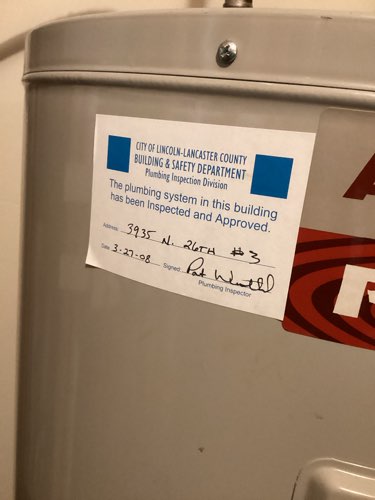 CITY OF LINCOLN-LANCASTER COUNTY
BUILDING & SAFETY DEPARTMENT
Plumbing Inspection Division
The plumbing system in this building
has been Inspected and Approved.
Address: 3935 N. 26TH #3
Date 3-27-08 Signed Pat
Plumbing Inspector
A
R